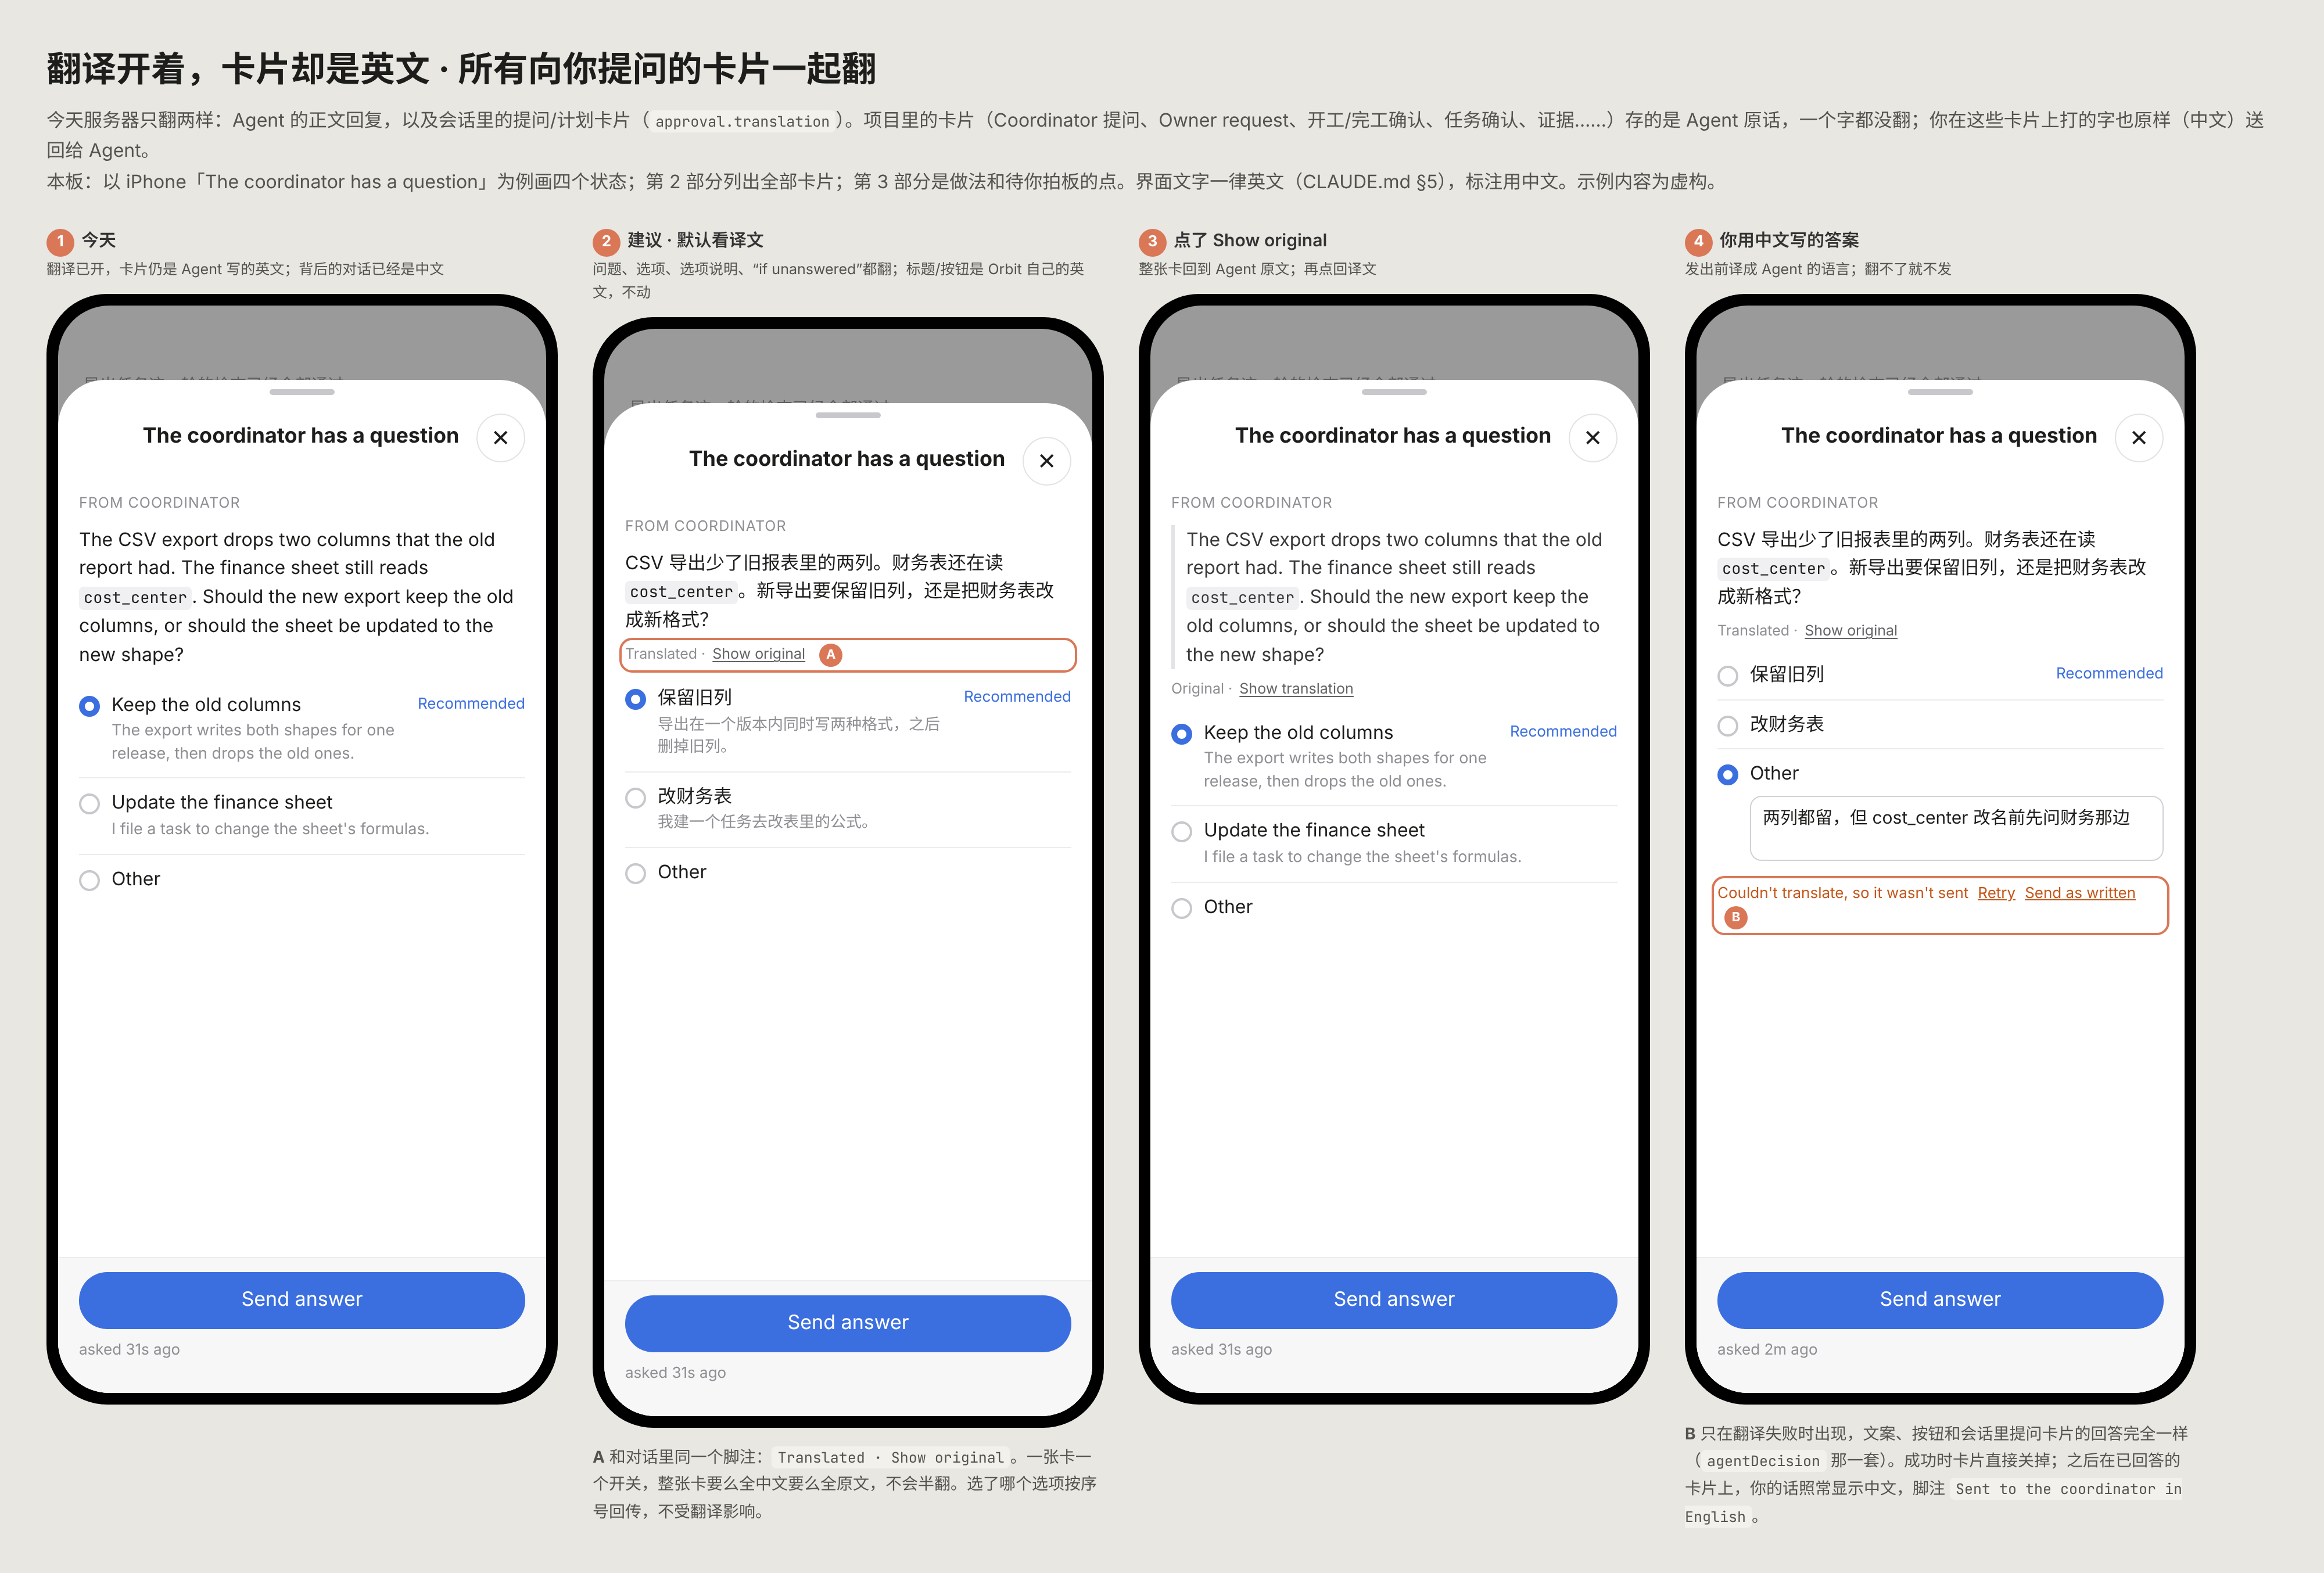 翻译开着，卡片却是英文 · 所有向你提问的卡片一起翻
今天服务器只翻两样：Agent 的正文回复，以及会话里的提问/计划卡片（approval.translation）。项目里的卡片（Coordinator 提问、Owner request、开工/完工确认、任务确认、证据……）存的是 Agent 原话，一个字都没翻；你在这些卡片上打的字也原样（中文）送
回给 Agent。
本板：以 iPhone「The coordinator has a question」为例画四个状态；第 2 部分列出全部卡片；第 3 部分是做法和待你拍板的点。界面文字一律英文（CLAUDE.md §5），标注用中文。示例内容为虚构。
1 今天
翻译已开，卡片仍是 Agent 写的英文；背后的对话已经是中文
The coordinator has a question
FROM COORDINATOR
The CSV export drops two columns that the old
report had. The finance sheet still reads
cost_center. Should the new export keep the old
columns, or should the sheet be updated to the
new shape?
Keep the old columns Recommended
The export writes both shapes for one
release, then drops the old ones.
Update the finance sheet
I file a task to change the sheet's formulas.
Other
Send answer
asked 31s ago
2 建议 · 默认看译文
问题、选项、选项说明、“if unanswered”都翻；标题/按钮是 Orbit 自己的英
文，不动
The coordinator has a question
FROM COORDINATOR
CSV 导出少了旧报表里的两列。财务表还在读
cost_center。新导出要保留旧列，还是把财务表改
成新格式？
Translated · Show original A
保留旧列 Recommended
导出在一个版本内同时写两种格式，之后
删掉旧列。
改财务表
我建一个任务去改表里的公式。
Other
Send answer
asked 31s ago
A 和对话里同一个脚注：Translated · Show original。一张卡一
个开关，整张卡要么全中文要么全原文，不会半翻。选了哪个选项按序
号回传，不受翻译影响。
3 点了 Show original
整张卡回到 Agent 原文；再点回译文
The coordinator has a question
FROM COORDINATOR
The CSV export drops two columns that the old
report had. The finance sheet still reads
cost_center. Should the new export keep the
old columns, or should the sheet be updated to
the new shape?
Original · Show translation
Keep the old columns Recommended
The export writes both shapes for one
release, then drops the old ones.
Update the finance sheet
I file a task to change the sheet's formulas.
Other
Send answer
asked 31s ago
4 你用中文写的答案
发出前译成 Agent 的语言；翻不了就不发
The coordinator has a question
FROM COORDINATOR
CSV 导出少了旧报表里的两列。财务表还在读
cost_center。新导出要保留旧列，还是把财务表改
成新格式？
Translated · Show original
保留旧列 Recommended
改财务表
Other
两列都留，但 cost_center 改名前先问财务那边
Couldn't translate, so it wasn't sent Retry Send as written
B
Send answer
asked 2m ago
B 只在翻译失败时出现，文案、按钮和会话里提问卡片的回答完全一样
（agentDecision 那一套）。成功时卡片直接关掉；之后在已回答的
卡片上，你的话照常显示中文，脚注 Sent to the coordinator in
English。